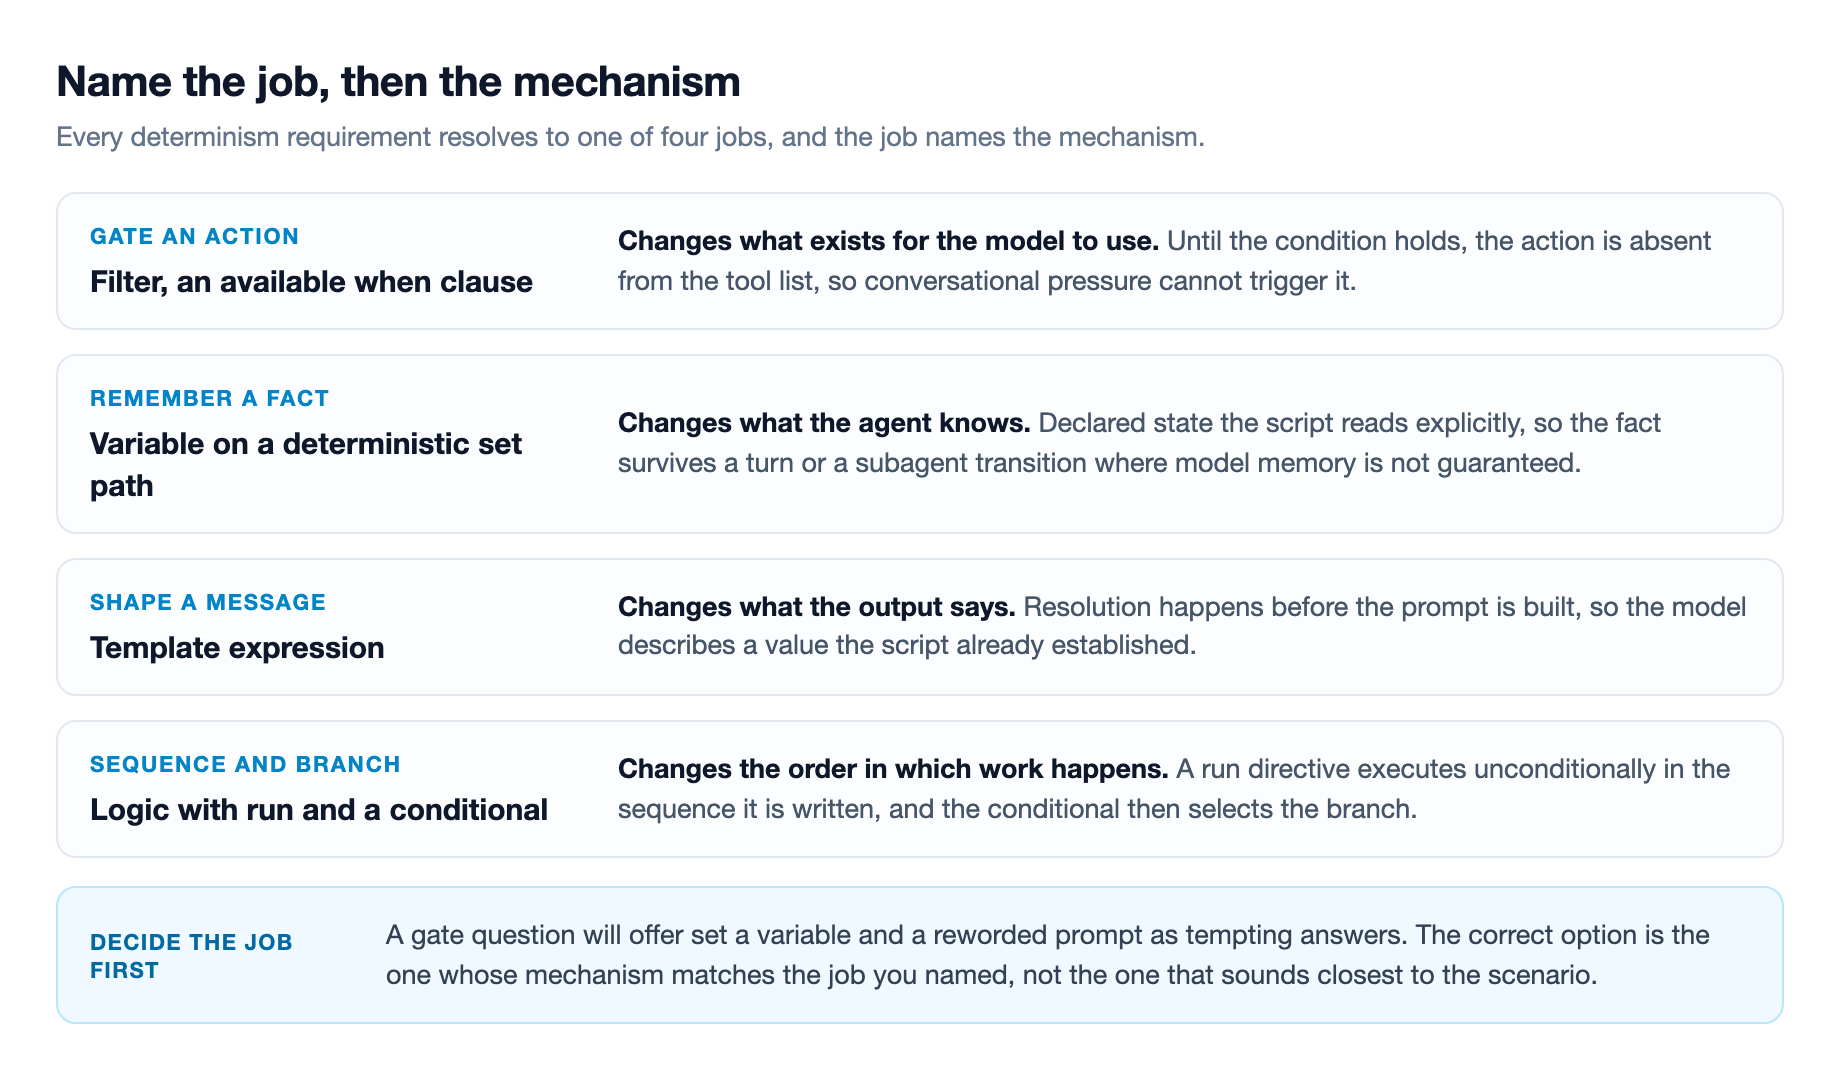 Name the job, then the mechanism
Every determinism requirement resolves to one of four jobs, and the job names the mechanism.
GATE AN ACTION
Filter, an available when clause
Changes what exists for the model to use. Until the condition holds, the action is absent
from the tool list, so conversational pressure cannot trigger it.
REMEMBER A FACT
Variable on a deterministic set
path
Changes what the agent knows. Declared state the script reads explicitly, so the fact
survives a turn or a subagent transition where model memory is not guaranteed.
SHAPE A MESSAGE
Template expression
Changes what the output says. Resolution happens before the prompt is built, so the model
describes a value the script already established.
SEQUENCE AND BRANCH
Logic with run and a conditional
Changes the order in which work happens. A run directive executes unconditionally in the
sequence it is written, and the conditional then selects the branch.
DECIDE THE JOB
FIRST
A gate question will offer set a variable and a reworded prompt as tempting answers. The correct option is the
one whose mechanism matches the job you named, not the one that sounds closest to the scenario.